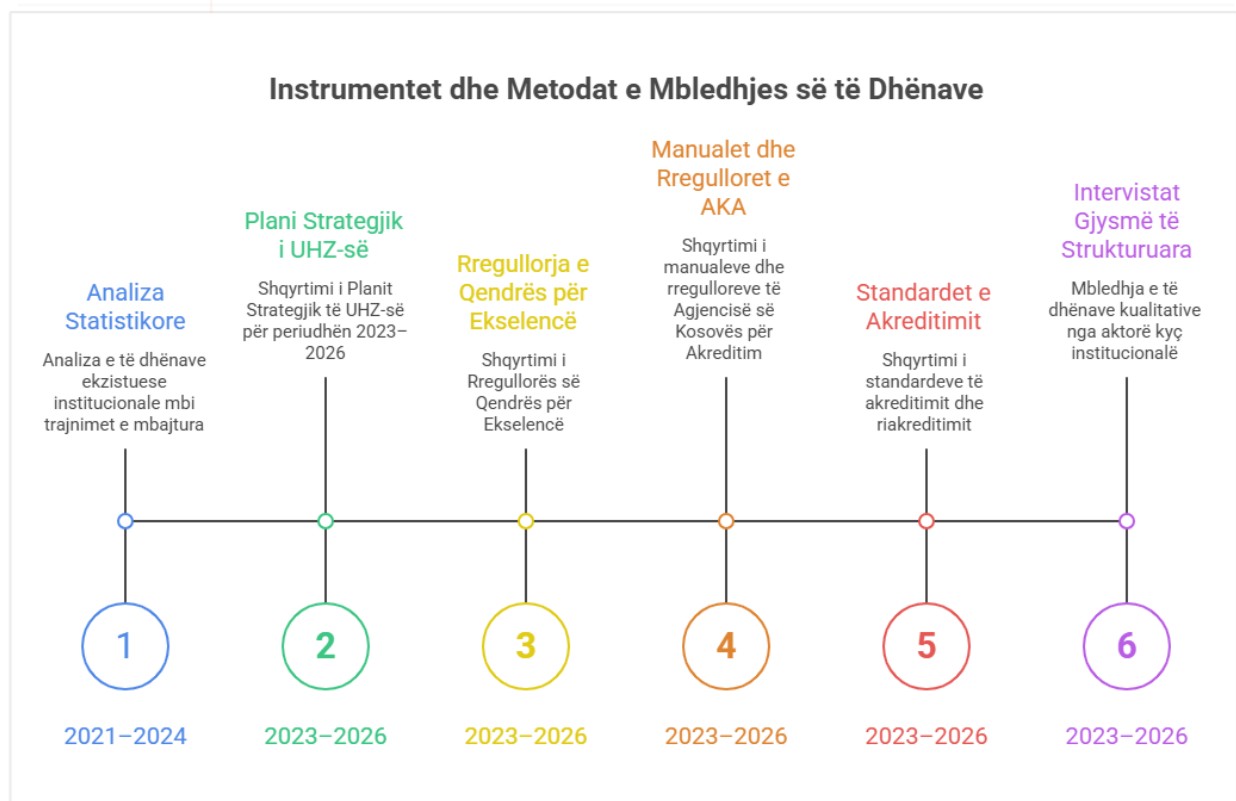 Instrumentet dhe Metodat e Mbledhjes së të Dhënave
Analiza
Statistikore
Analiza e të dhënave
ekzistuese
institucionale mbi
trajnimet e mbajtura
1
2021–2024
Plani Strategjik
i UHZ-së
Shqyrtimi i Planit
Strategjik të UHZ-së
për periudhën 2023–
2026
2
2023–2026
Rregullorja e
Qendrës për
Ekselencë
Shqyrtimi i
Rregullorës së
Qendrës për
Ekselencë
3
2023–2026
Manualet dhe
Rregulloret e
AKA
Shqyrtimi i
manualeve dhe
rregulloreve të
Agjencisë së
Kosovës për
Akreditim
4
2023–2026
Standardet e
Akreditimit
Shqyrtimi i
standardeve të
akreditimit dhe
riakreditimit
5
2023–2026
Intervistat
Gjysmë të
Strukturuara
Mbledhja e të
dhënave kualitative
nga aktorë kyç
institucionalë
6
2023–2026